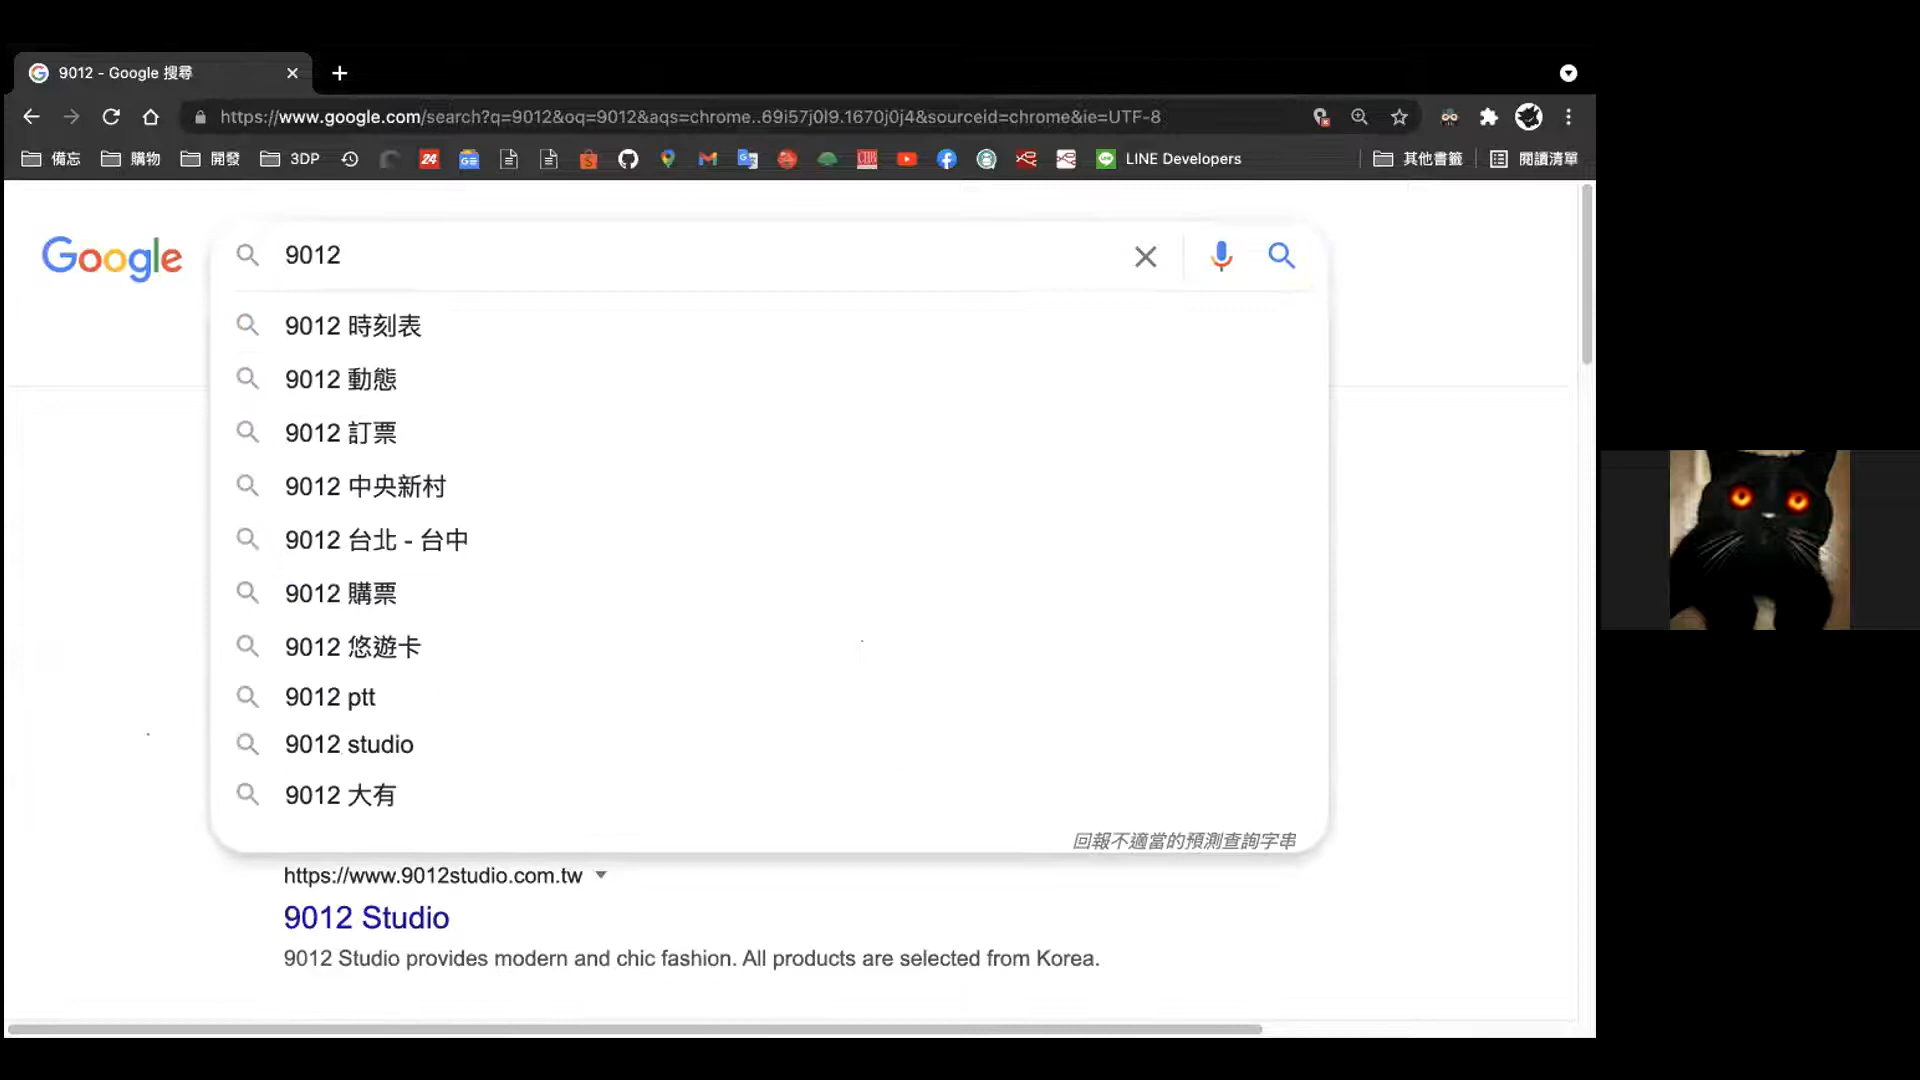 9012 - Google 搜尋
https://www.google.com/search?q=9012&oq=9012&aqs=chrome..69i57j0l9.1670j0j4&sourceid=chrome&ie=UTF-8
備忘 購物 開發 3DP 24 GE LINE Developers 其他書籤 閱讀清單
Google
9012
9012 時刻表
9012 動態
9012 訂票
9012 中央新村
9012 台北 - 台中
9012 購票
9012 悠遊卡
9012 ptt
9012 studio
9012 大有
回報不適當的預測查詢字串
https://www.9012studio.com.tw
9012 Studio
9012 Studio provides modern and chic fashion. All products are selected from Korea.